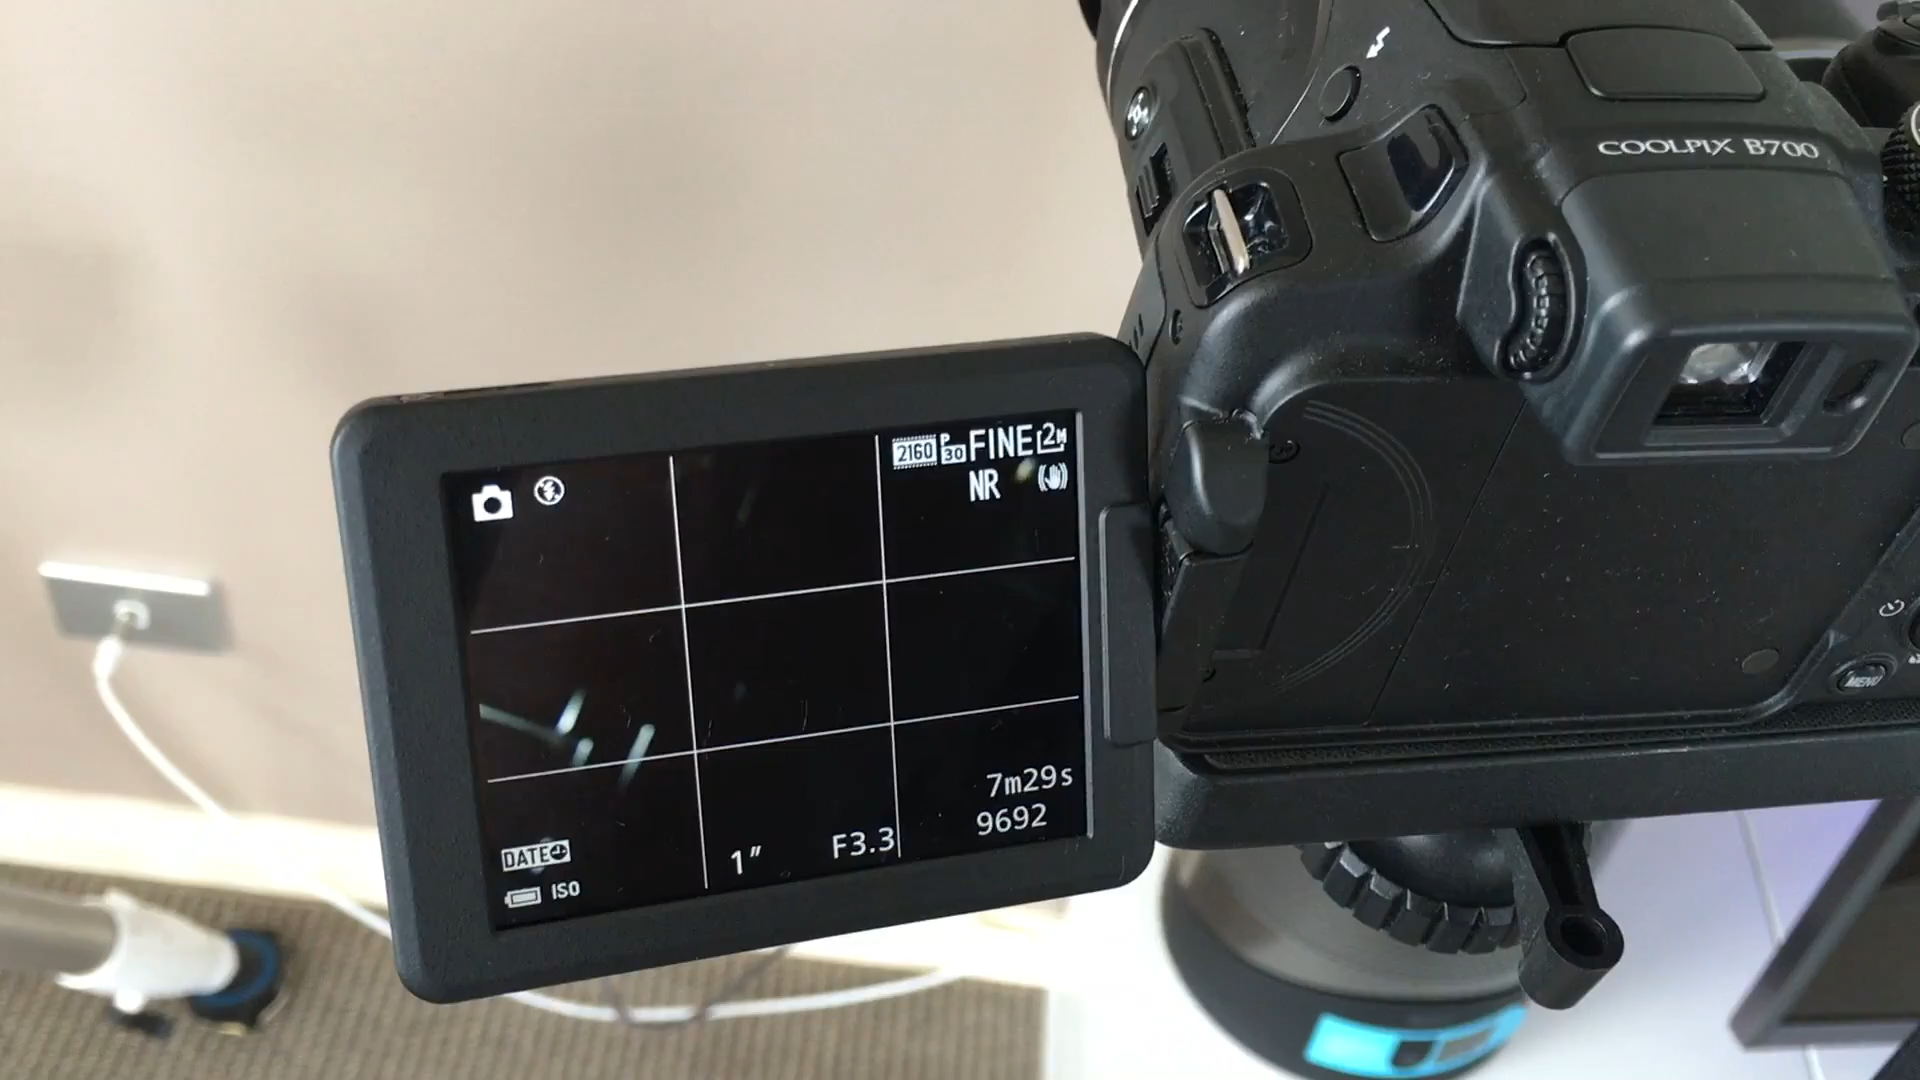 COOLPIX B700
2160 P30 FINE 2M
NR
7m29s
9692
DATE
1" F3.3
ISO
MENU